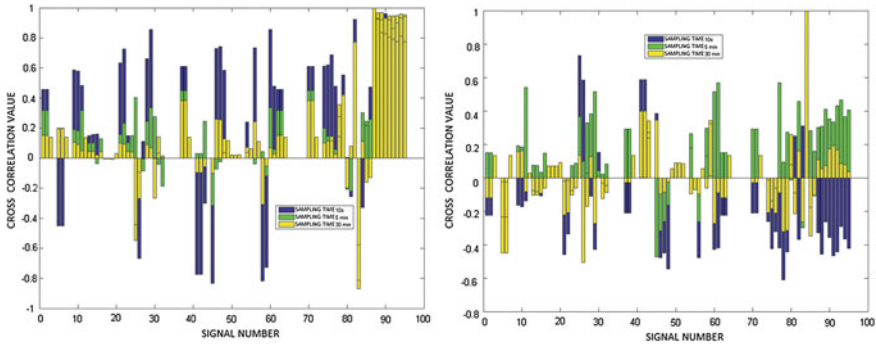 CROSS CORRELATION VALUE
1
0.8
0.6
0.4
0.2
0
-0.2
-0.4
-0.6
-0.8
-1
SAMPLING TIME 10s
SAMPLING TIME 5 min
SAMPLING TIME 30 min
0 10 20 30 40 50 60 70 80 90 100
SIGNAL NUMBER
CROSS CORRELATION VALUE
1
0.8
0.6
0.4
0.2
0
0.2
0.4
0.6
0.8
SAMPLING TIME 10s
SAMPLING TIME 5 min
SAMPLING TIME 30 min
0 10 20 30 40 50 60 70 80 90 100
SIGNAL NUMBER